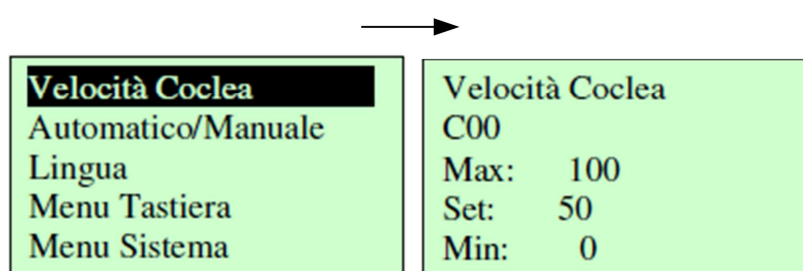 Velocità Coclea
Automatico/Manuale
Lingua
Menu Tastiera
Menu Sistema
Velocità Coclea
C00
Max: 100
Set: 50
Min: 0